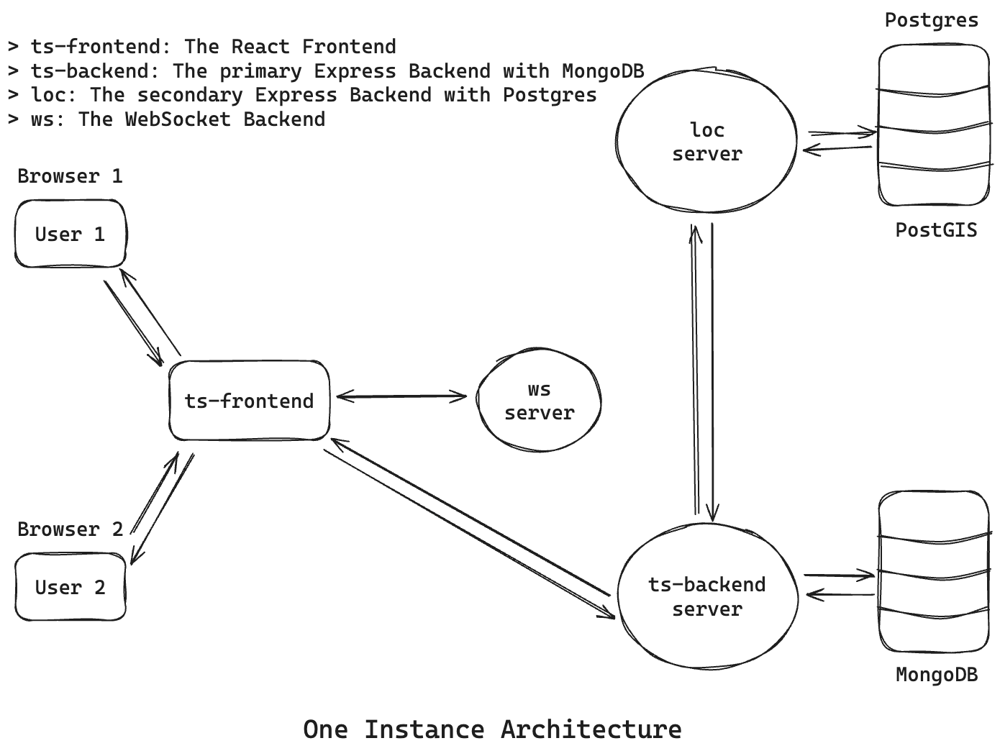 > ts-frontend: The React Frontend
> ts-backend: The primary Express Backend with MongoDB
> loc: The secondary Express Backend with Postgres
> ws: The WebSocket Backend
Postgres
loc
server
PostGIS
Browser 1
User 1
ts-frontend
ws
server
Browser 2
User 2
ts-backend
server
MongoDB
One Instance Architecture